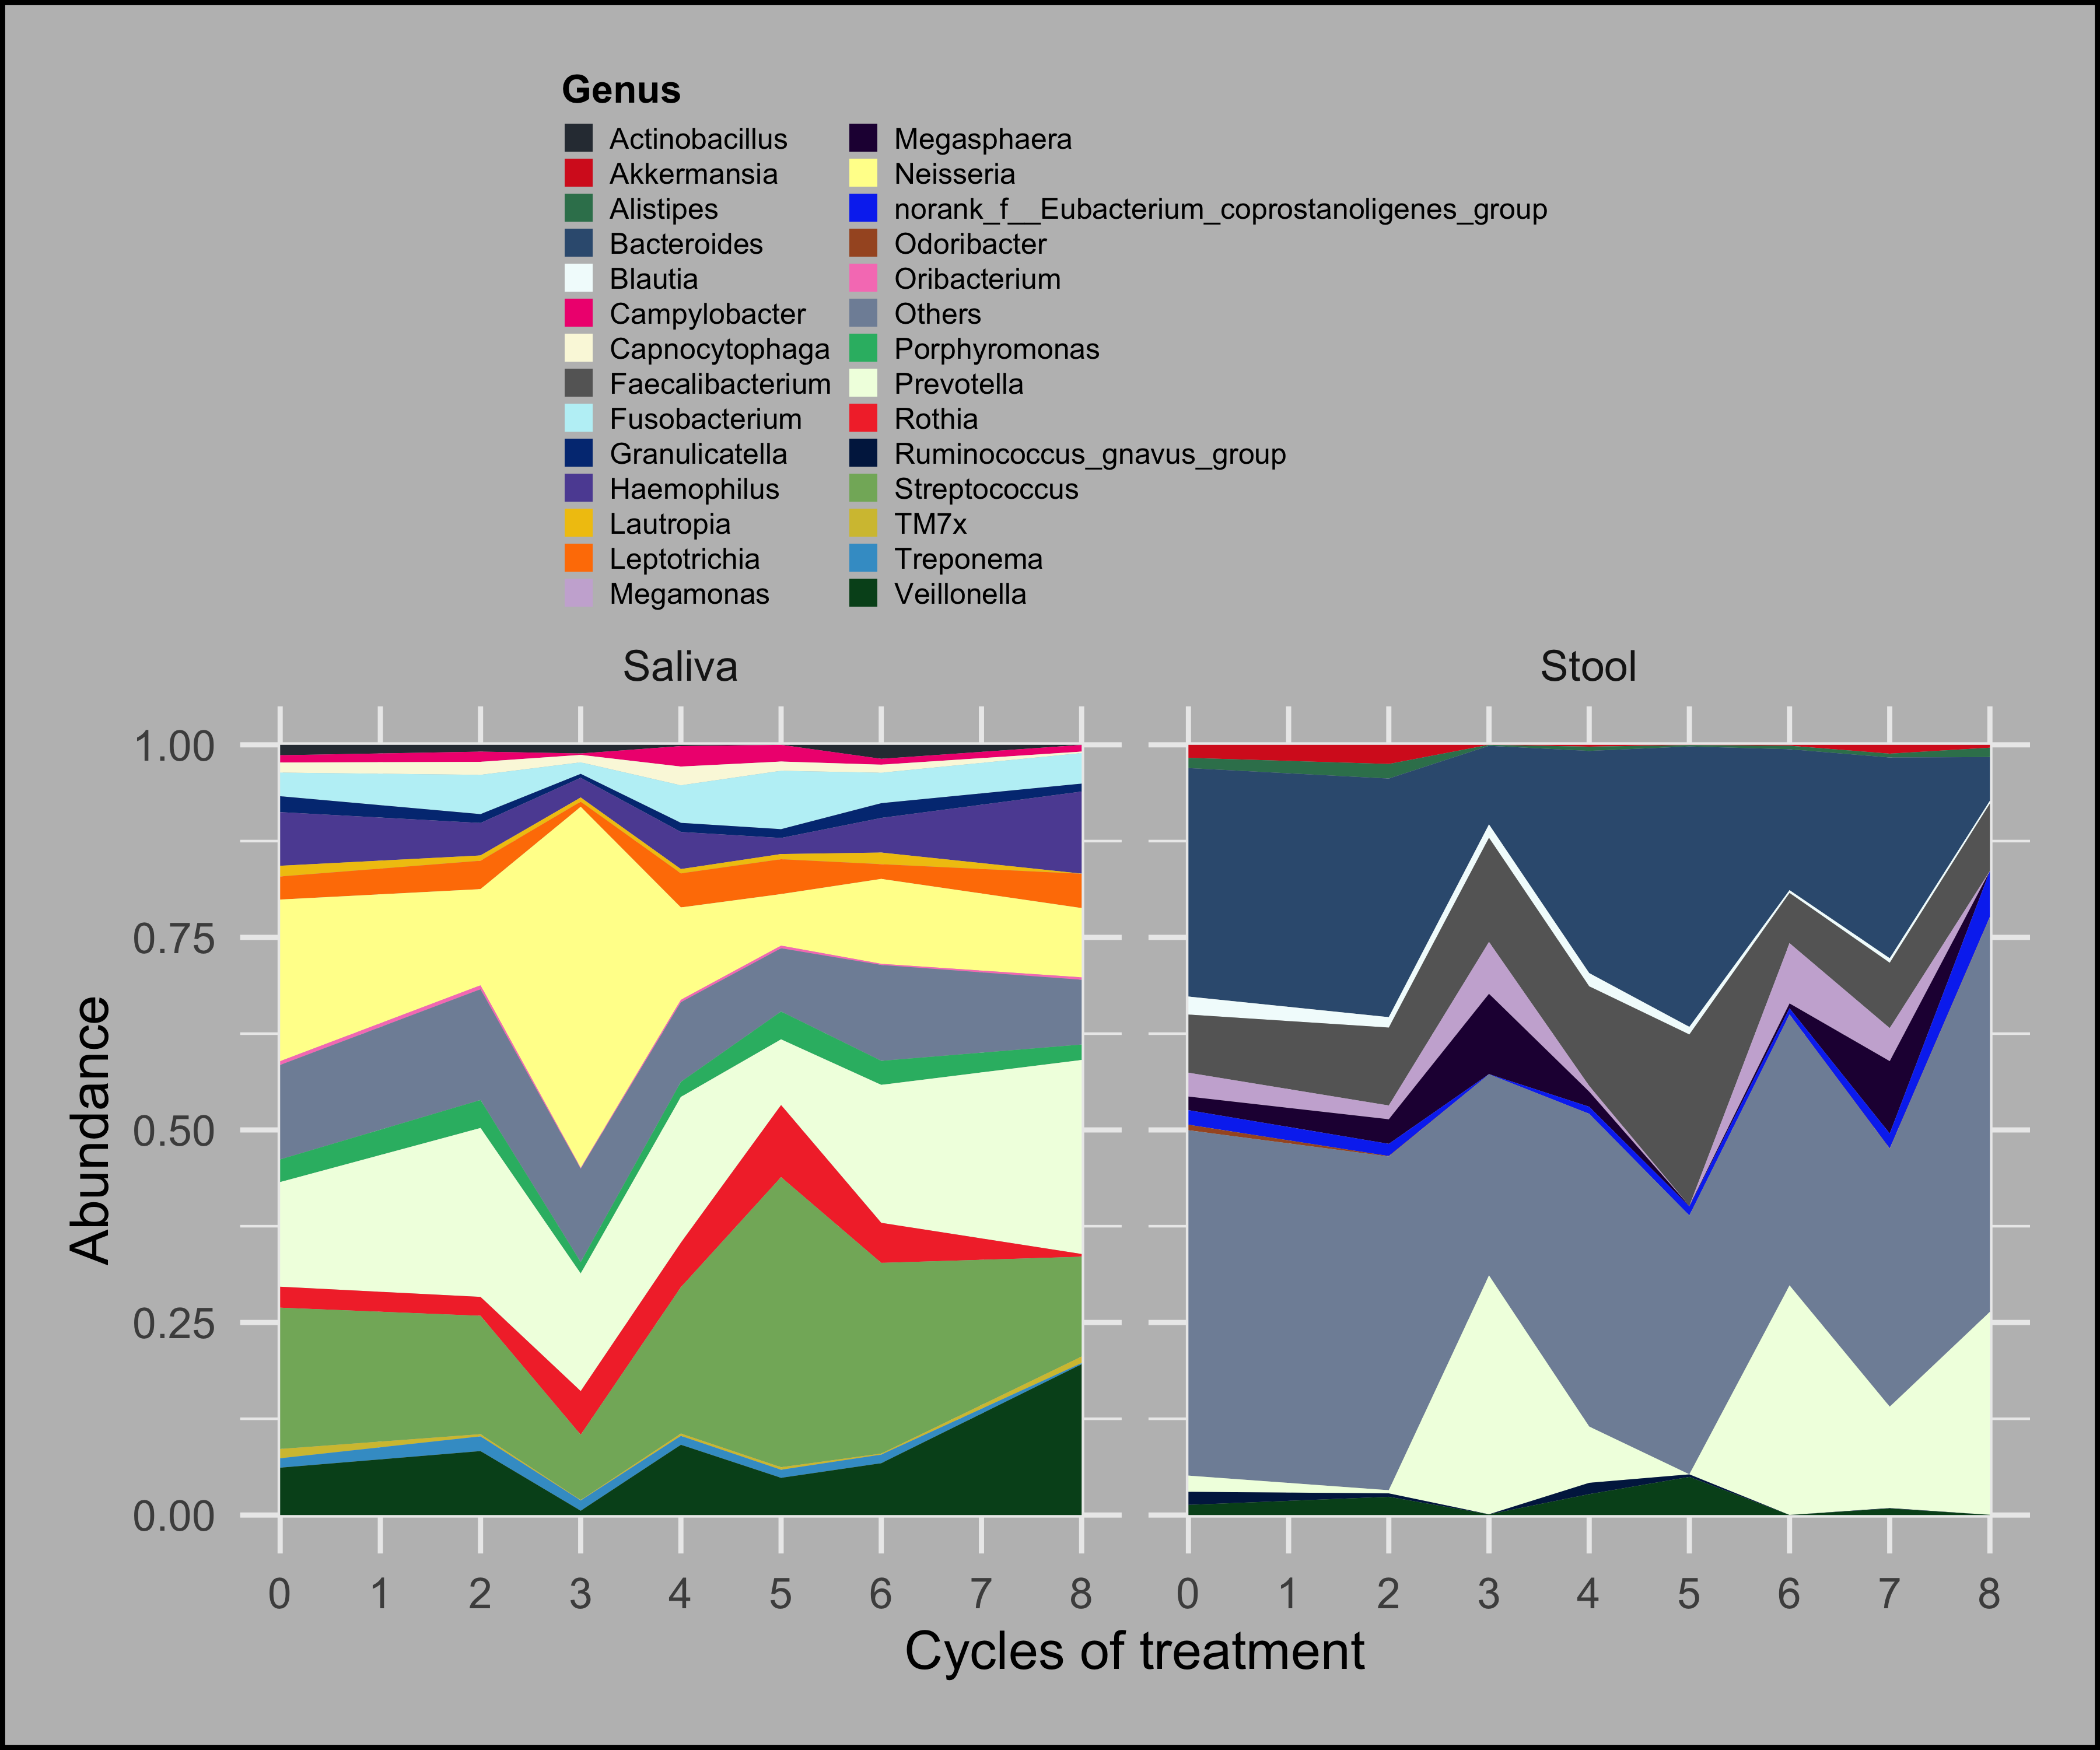 Genus
Actinobacillus
Akkermansia
Alistipes
Bacteroides
Blautia
Campylobacter
Capnocytophaga
Faecalibacterium
Fusobacterium
Granulicatella
Haemophilus
Lautropia
Leptotrichia
Megamonas
Megasphaera
Neisseria
norank_f__Eubacterium_coprostanoligenes_group
Odoribacter
Oribacterium
Others
Porphyromonas
Prevotella
Rothia
Ruminococcus_gnavus_group
Streptococcus
TM7x
Treponema
Veillonella
Saliva
Stool
Abundance
1.00
0.75
0.50
0.25
0.00
0 1 2 3 4 5 6 7 8
0 1 2 3 4 5 6 7 8
Cycles of treatment